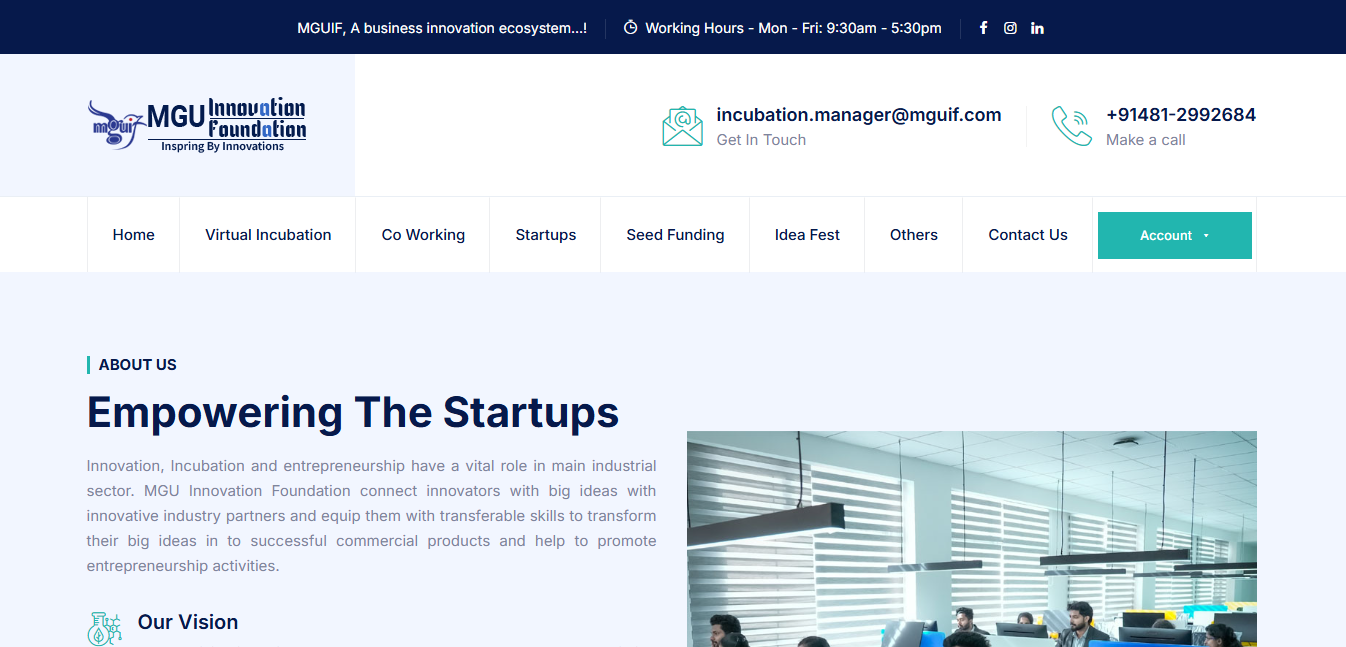 MGUIF, A business innovation ecosystem...!
Working Hours - Mon - Fri: 9:30am - 5:30pm
mguif
MGU Innovation Foundation
Inspring By Innovations
incubation.manager@mguif.com
Get In Touch
+91481-2992684
Make a call
Home
Virtual Incubation
Co Working
Startups
Seed Funding
Idea Fest
Others
Contact Us
Account
ABOUT US
Empowering The Startups
Innovation, Incubation and entrepreneurship have a vital role in main industrial
sector. MGU Innovation Foundation connect innovators with big ideas with
innovative industry partners and equip them with transferable skills to transform
their big ideas in to successful commercial products and help to promote
entrepreneurship activities.
Our Vision